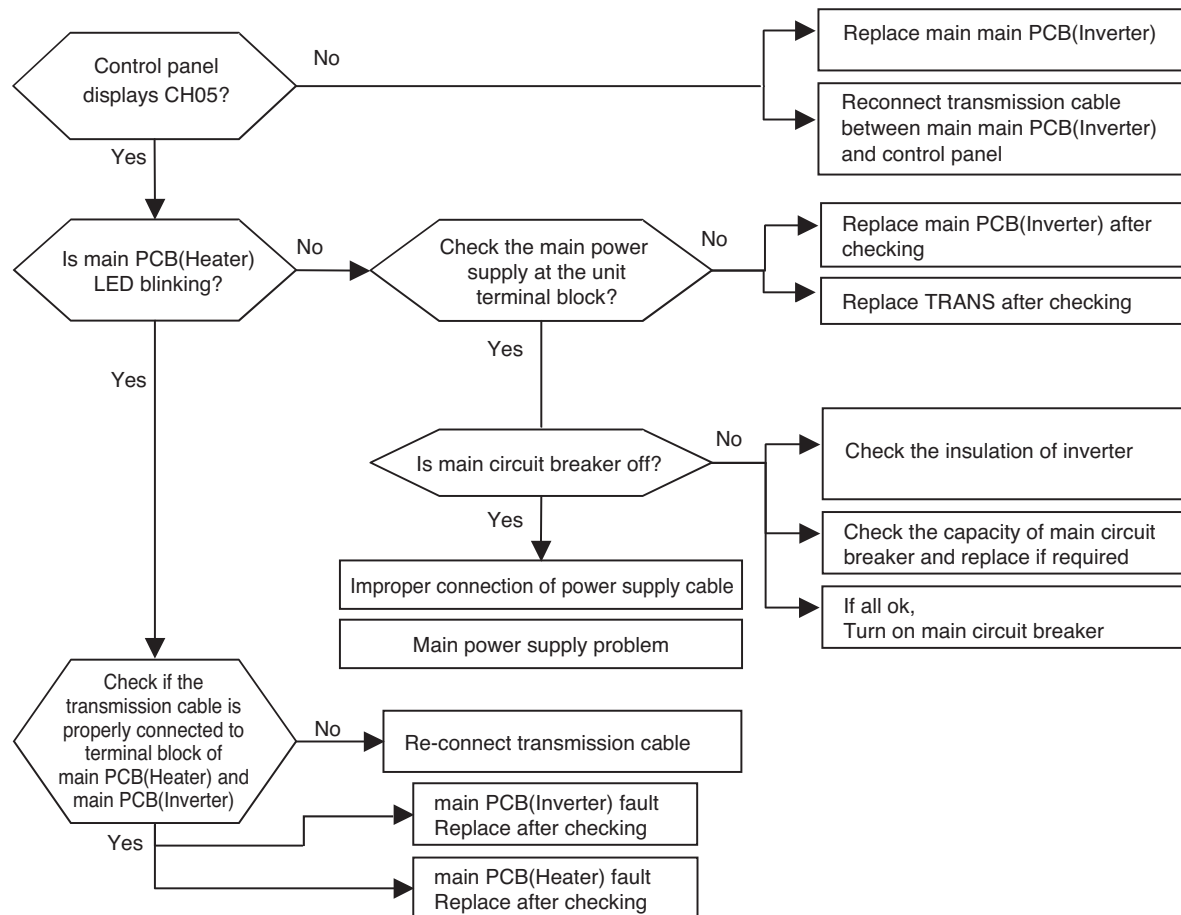 Control panel
displays CH05?
No
Replace main main PCB(Inverter)
Reconnect transmission cable
between main main PCB(Inverter)
and control panel
Yes
Is main PCB(Heater)
LED blinking?
No
Check the main power
supply at the unit
terminal block?
No
Replace main PCB(Inverter) after
checking
Replace TRANS after checking
Yes
Yes
Is main circuit breaker off?
No
Check the insulation of inverter
Check the capacity of main circuit
breaker and replace if required
If all ok,
Turn on main circuit breaker
Yes
Improper connection of power supply cable
Main power supply problem
Check if the
transmission cable is
properly connected to
terminal block of
main PCB(Heater) and
main PCB(Inverter)
No
Re-connect transmission cable
Yes
main PCB(Inverter) fault
Replace after checking
main PCB(Heater) fault
Replace after checking